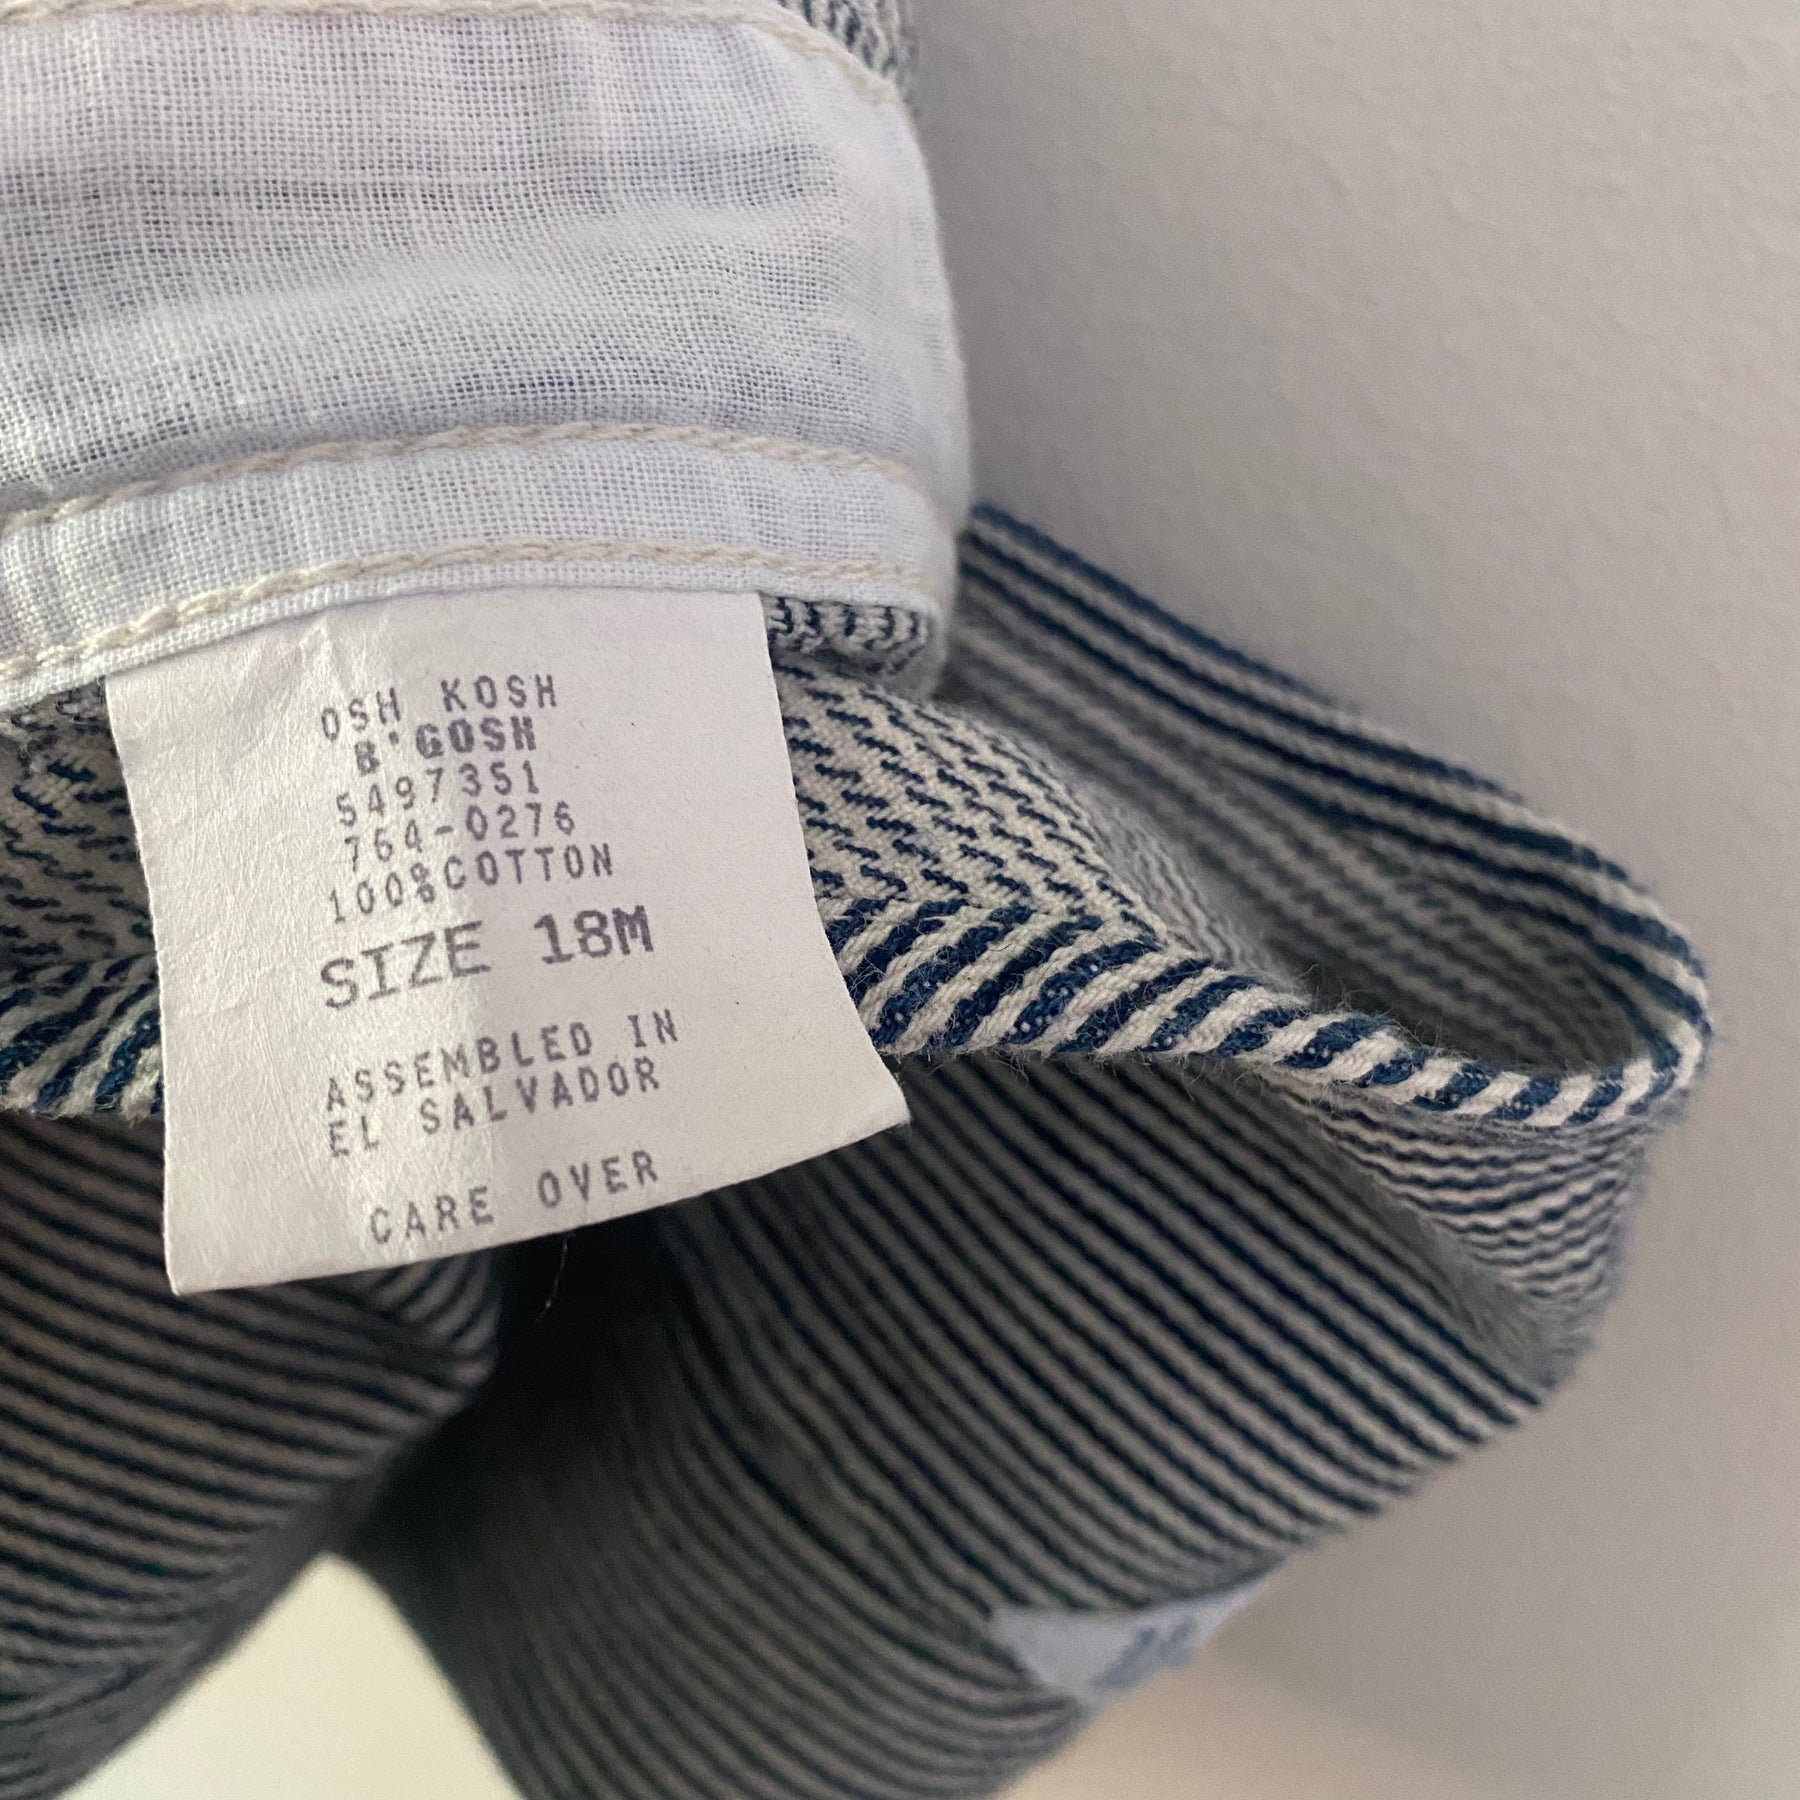 OSH KOSH
B'GOSH
5497351
764-0276
100%COTTON
SIZE 18M
ASSEMBLED IN
EL SALVADOR
CARE OVER